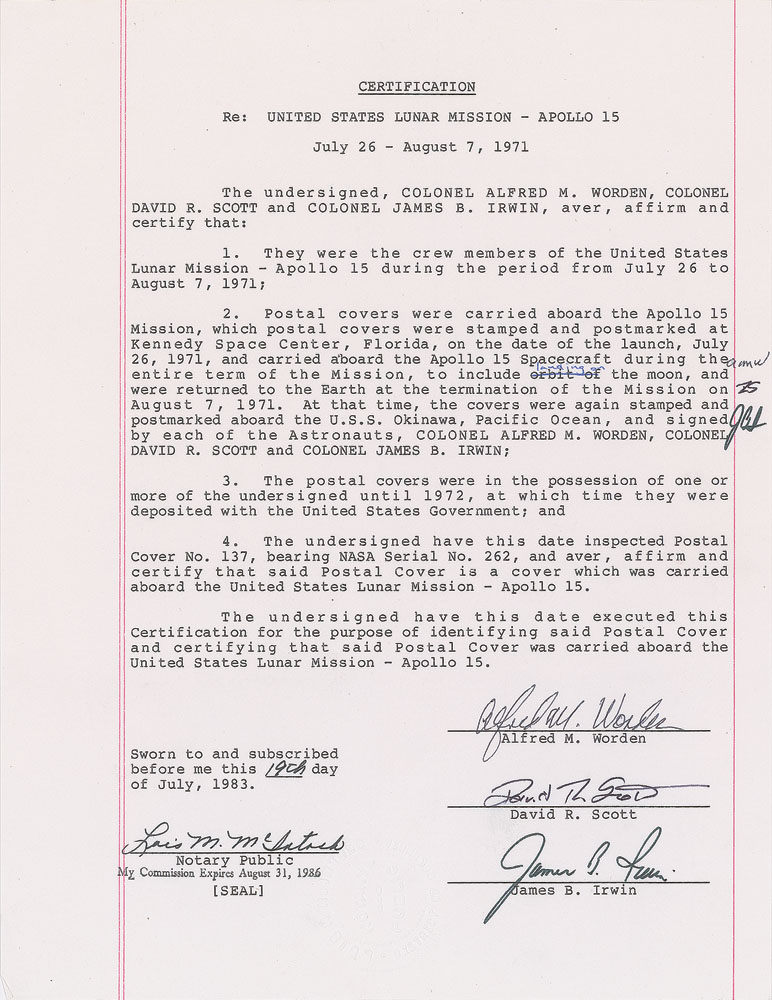 CERTIFICATION
Re: UNITED STATES LUNAR MISSION - APOLLO 15
July 26 - August 7, 1971
The undersigned, COLONEL ALFRED M. WORDEN, COLONEL
DAVID R. SCOTT and COLONEL JAMES B. IRWIN, aver, affirm and
certify that:
1. They were the crew members of the United States
Lunar Mission - Apollo 15 during the period from July 26 to
August 7, 1971;
2. Postal covers were carried aboard the Apollo 15
Mission, which postal covers were stamped and postmarked at
Kennedy Space Center, Florida, on the date of the launch, July
26, 1971, and carried aboard the Apollo 15 Spacecraft during the amw
landing on
entire term of the Mission, to include orbit of the moon, and
were returned to the Earth at the termination of the Mission on
August 7, 1971. At that time, the covers were again stamped and
postmarked aboard the U.S.S. Okinawa, Pacific Ocean, and signed JBI
by each of the Astronauts, COLONEL ALFRED M. WORDEN, COLONEL
DAVID R. SCOTT and COLONEL JAMES B. IRWIN;
3. The postal covers were in the possession of one or
more of the undersigned until 1972, at which time they were
deposited with the United States Government; and
4. The undersigned have this date inspected Postal
Cover No. 137, bearing NASA Serial No. 262, and aver, affirm and
certify that said Postal Cover is a cover which was carried
aboard the United States Lunar Mission - Apollo 15.
The undersigned have this date executed this
Certification for the purpose of identifying said Postal Cover
and certifying that said Postal Cover was carried aboard the
United States Lunar Mission - Apollo 15.
Alfred M. Worden
Alfred M. Worden
Sworn to and subscribed
before me this 19th day
of July, 1983.
David R. Scott
David R. Scott
Lois M. McIntosh
Notary Public
My Commission Expires August 31, 1986
[SEAL]
James B. Irwin
James B. Irwin